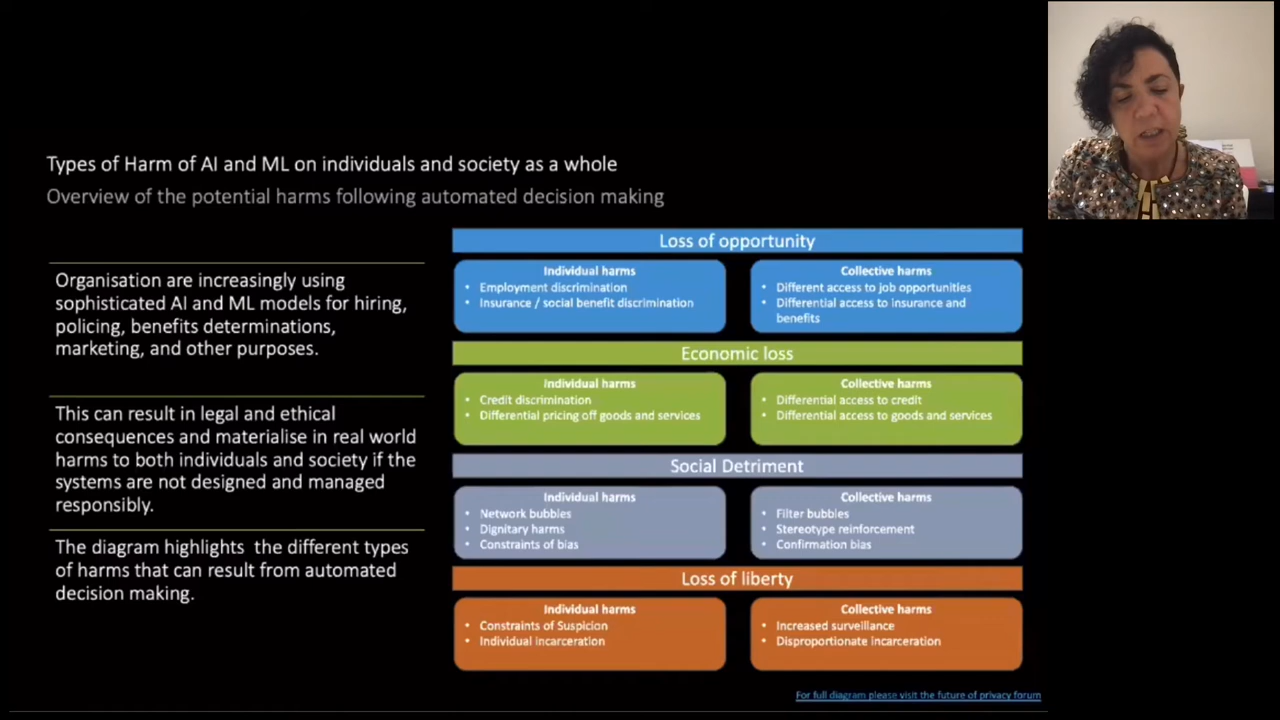 Types of Harm of AI and ML on individuals and society as a whole
Overview of the potential harms following automated decision making
Organisation are increasingly using
sophisticated AI and ML models for hiring,
policing, benefits determinations,
marketing, and other purposes.
This can result in legal and ethical
consequences and materialise in real world
harms to both individuals and society if the
systems are not designed and managed
responsibly.
The diagram highlights the different types
of harms that can result from automated
decision making.
Loss of opportunity
Individual harms
• Employment discrimination
• Insurance / social benefit discrimination
Collective harms
• Different access to job opportunities
• Differential access to insurance and
benefits
Economic loss
Individual harms
• Credit discrimination
• Differential pricing off goods and services
Collective harms
• Differential access to credit
• Differential access to goods and services
Social Detriment
Individual harms
• Network bubbles
• Dignitary harms
• Constraints of bias
Collective harms
• Filter bubbles
• Stereotype reinforcement
• Confirmation bias
Loss of liberty
Individual harms
• Constraints of Suspicion
• Individual incarceration
Collective harms
• Increased surveillance
• Disproportionate incarceration
For full diagram please visit the future of privacy forum